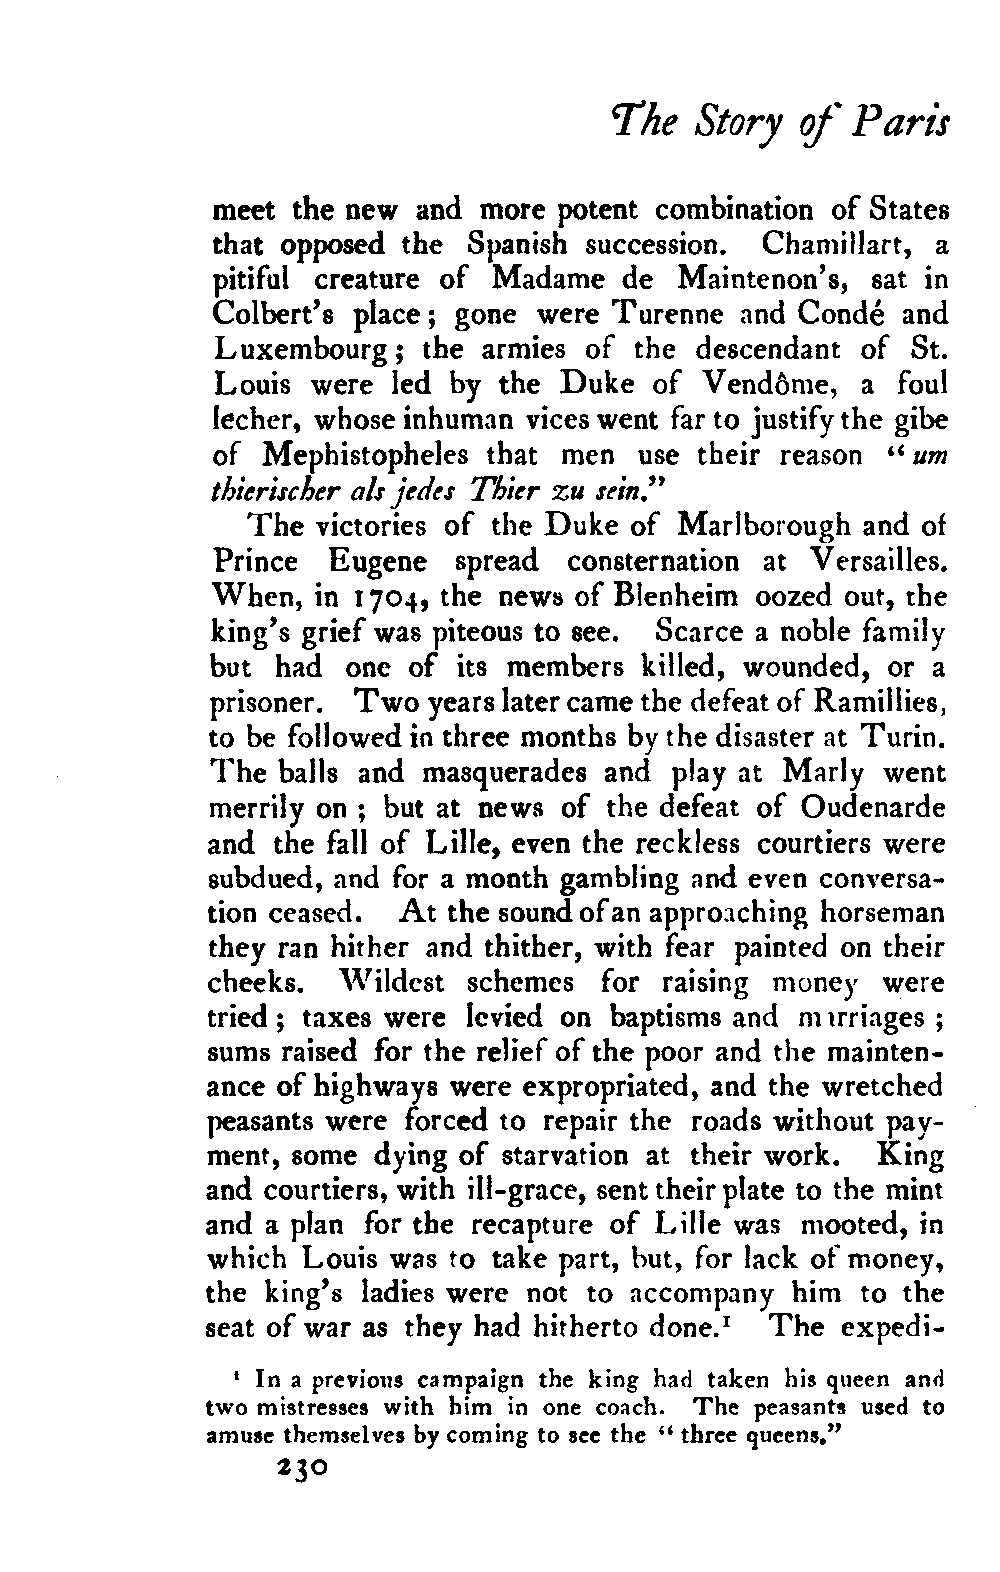 The Story of Paris
meet the new and more potent combination of States
that opposed the Spanish succession. Chamillart, a
pitiful creature of Madame de Maintenon's, sat in
Colbert's place; gone were Turenne and Condé and
Luxembourg; the armies of the descendant of St.
Louis were led by the Duke of Vendôme, a foul
lecher, whose inhuman vices went far to justify the gibe
of Mephistopheles that men use their reason "um
thierischer als jedes Thier zu sein."
The victories of the Duke of Marlborough and of
Prince Eugene spread consternation at Versailles.
When, in 1704, the news of Blenheim oozed out, the
king's grief was piteous to see. Scarce a noble family
but had one of its members killed, wounded, or a
prisoner. Two years later came the defeat of Ramillies,
to be followed in three months by the disaster at Turin.
The balls and masquerades and play at Marly went
merrily on; but at news of the defeat of Oudenarde
and the fall of Lille, even the reckless courtiers were
subdued, and for a month gambling and even conversa-
tion ceased. At the sound of an approaching horseman
they ran hither and thither, with fear painted on their
cheeks. Wildest schemes for raising money were
tried; taxes were levied on baptisms and marriages;
sums raised for the relief of the poor and the mainten-
ance of highways were expropriated, and the wretched
peasants were forced to repair the roads without pay-
ment, some dying of starvation at their work. King
and courtiers, with ill-grace, sent their plate to the mint
and a plan for the recapture of Lille was mooted, in
which Louis was to take part, but, for lack of money,
the king's ladies were not to accompany him to the
seat of war as they had hitherto done.¹ The expedi-
¹ In a previous campaign the king had taken his queen and
two mistresses with him in one coach. The peasants used to
amuse themselves by coming to see the "three queens."
230